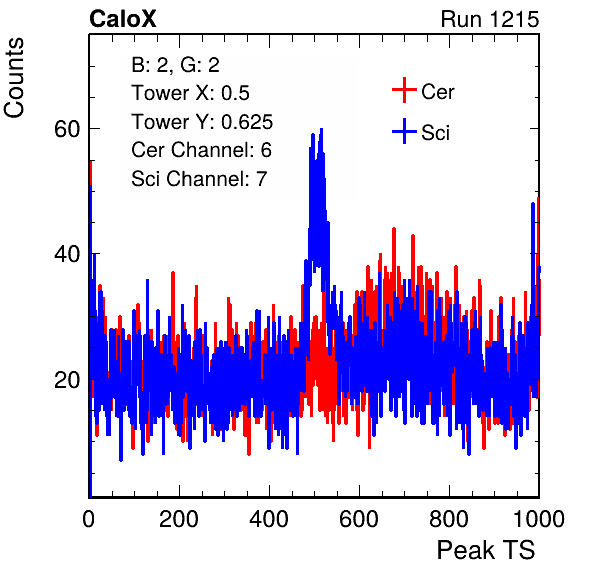 CaloX Run 1215
Counts
B: 2, G: 2
Tower X: 0.5
Tower Y: 0.625
Cer Channel: 6
Sci Channel: 7
Cer
Sci
60
40
20
0 200 400 600 800 1000
Peak TS